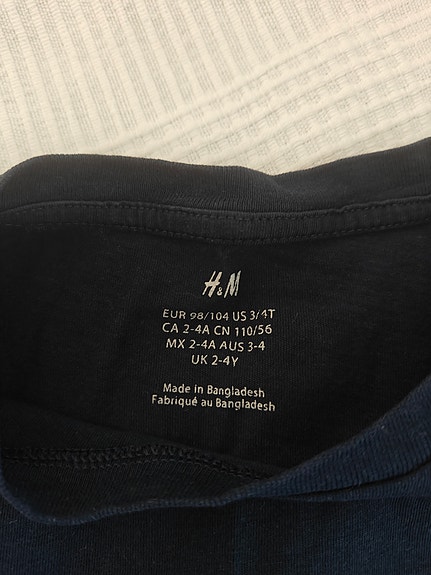 H&M
EUR 98/104 US 3/4T
CA 2-4A CN 110/56
MX 2-4A AUS 3-4
UK 2-4Y
Made in Bangladesh
Fabriqué au Bangladesh